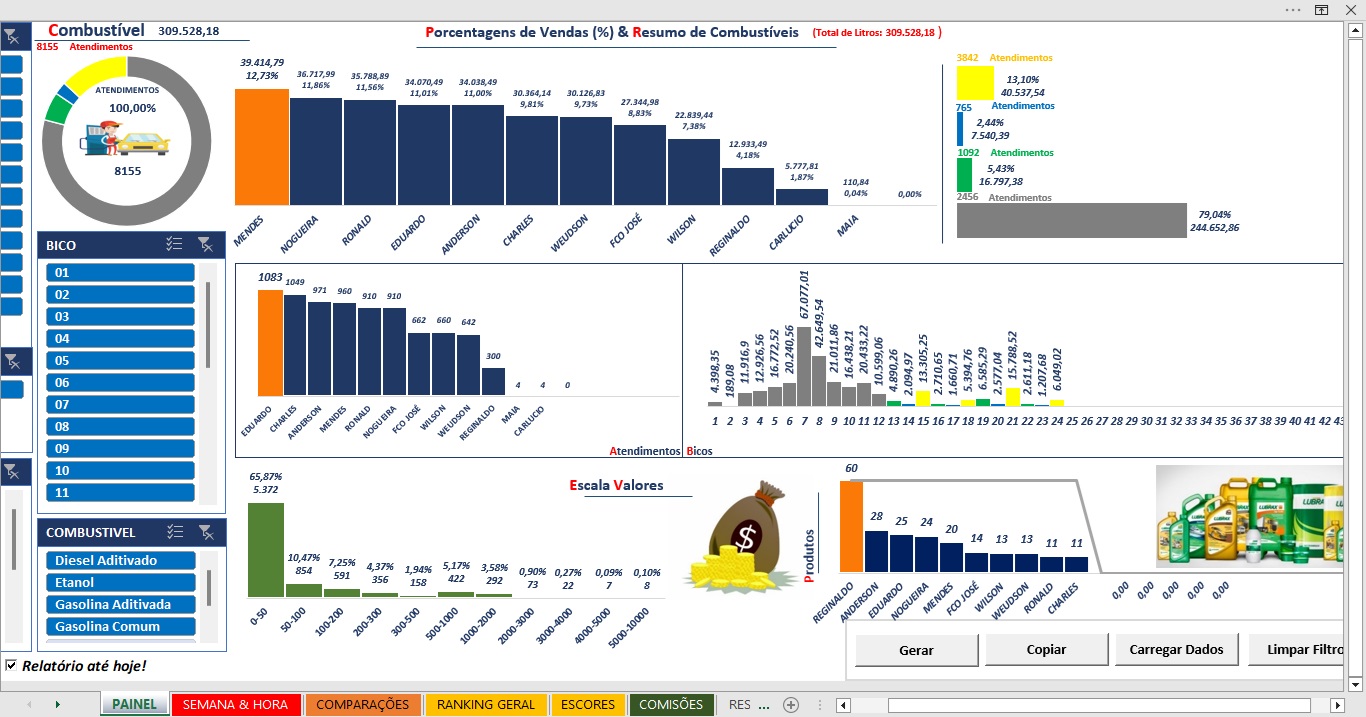 Combustível 309.528,18
8155 Atendimentos
ATENDIMENTOS
100,00%
8155
Porcentagens de Vendas (%) & Resumo de Combustíveis (Total de Litros: 309.528,18 )
39.414,79
12,73%
36.717,99
11,86%
35.788,89
11,56%
34.070,49
11,01%
34.038,49
11,00%
30.364,14
9,81%
30.126,83
9,73%
27.344,98
8,83%
22.839,44
7,38%
12.933,49
4,18%
5.777,81
1,87%
110,84
0,04%
0,00%
MENDES
NOGUEIRA
RONALD
EDUARDO
ANDERSON
CHARLES
WEUDSON
FCO JOSÉ
WILSON
REGINALDO
CARLUCIO
MAIA
3842 Atendimentos
13,10%
40.537,54
765 Atendimentos
2,44%
7.540,39
1092 Atendimentos
5,43%
16.797,38
2456 Atendimentos
79,04%
244.652,86
BICO
01
02
03
04
05
06
07
08
09
10
11
COMBUSTIVEL
Diesel Aditivado
Etanol
Gasolina Aditivada
Gasolina Comum
Relatório até hoje!
1083 1049 971 960 910 910 662 660 642 300 4 4 0
EDUARDO
CHARLES
ANDERSON
MENDES
RONALD
NOGUEIRA
FCO JOSÉ
WILSON
WEUDSON
REGINALDO
MAIA
CARLUCIO
Atendimentos
4.398,35
189,08
11.916,9
12.926,56
16.772,52
20.240,56
67.077,01
42.649,54
21.011,86
16.438,21
20.433,22
10.599,06
4.890,26
2.094,97
13.305,25
2.710,65
1.660,71
5.394,76
6.585,29
2.577,04
15.788,52
2.611,18
1.207,68
6.049,02
1 2 3 4 5 6 7 8 9 10 11 12 13 14 15 16 17 18 19 20 21 22 23 24 25 26 27 28 29 30 31 32 33 34 35 36 37 38 39 40 41 42
Bicos
Escala Valores
65,87%
5.372
10,47%
854
7,25%
591
4,37%
356
1,94%
158
5,17%
422
3,58%
292
0,90%
73
0,27%
22
0,09%
7
0,10%
8
0-50
50-100
100-200
200-300
300-500
500-1000
1000-2000
2000-3000
3000-4000
4000-5000
5000-10000
$
Produtos
60 28 25 24 20 14 13 13 11 11
REGINALDO
ANDERSON
EDUARDO
NOGUEIRA
MENDES
FCO JOSÉ
WILSON
WEUDSON
RONALD
CHARLES
0,00
0,00
0,00
0,00
0,00
LUBRAX
Gerar
Copiar
Carregar Dados
Limpar Filtro
PAINEL
SEMANA & HORA
COMPARAÇÕES
RANKING GERAL
ESCORES
COMISÕES
RES ...